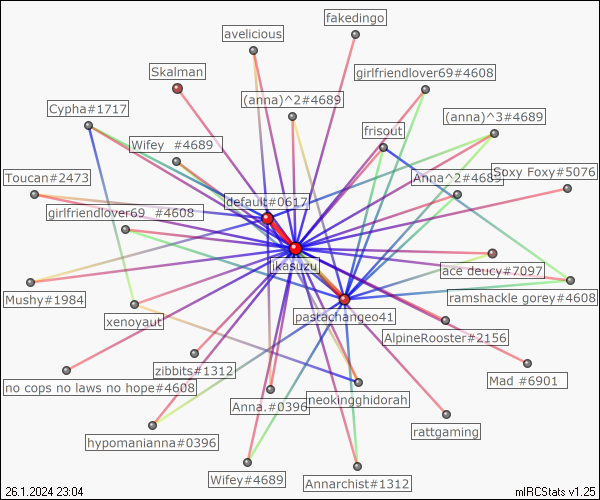 fakedingo
avelicious
Skalman
girlfriendlover69#4608
(anna)^2#4689
Cypha#1717
(anna)^3#4689
frisout
Wifey #4689
Toucan#2473
Anna^2#4689
Soxy Foxy#5076
default#0617
girlfriendlover69 #4608
ikasuzu
ace deucy#7097
Mushy#1984
ramshackle gorey#4608
xenoyaut
pastachangeo41
AlpineRooster#2156
zibbits#1312
no cops no laws no hope#4608
Mad #6901
neokingghidorah
Anna.#0396
rattgaming
hypomanianna#0396
Wifey#4689
Annarchist#1312
26.1.2024 23:04
mIRCStats v1.25